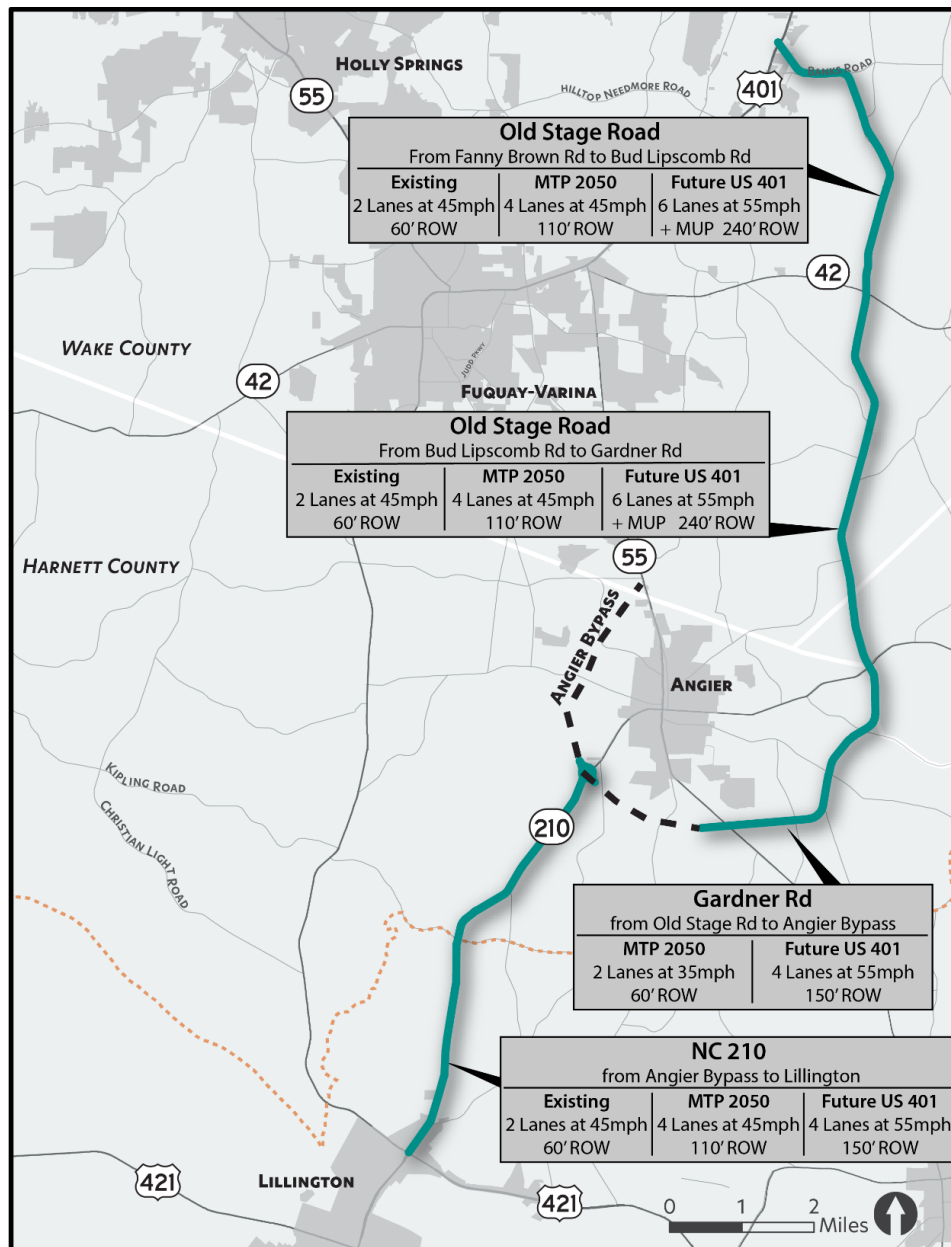 HOLLY SPRINGS
55
401
BANKS ROAD
HILLTOP NEEDMORE ROAD
Old Stage Road
From Fanny Brown Rd to Bud Lipscomb Rd
Existing MTP 2050 Future US 401
2 Lanes at 45mph 4 Lanes at 45mph 6 Lanes at 55mph
60' ROW 110' ROW + MUP 240' ROW
42
WAKE COUNTY
JUDD PKWY
42
FUQUAY-VARINA
Old Stage Road
From Bud Lipscomb Rd to Gardner Rd
Existing MTP 2050 Future US 401
2 Lanes at 45mph 4 Lanes at 45mph 6 Lanes at 55mph
60' ROW 110' ROW + MUP 240' ROW
HARNETT COUNTY
55
ANGIER BYPASS
ANGIER
KIPLING ROAD
CHRISTIAN LIGHT ROAD
210
Gardner Rd
from Old Stage Rd to Angier Bypass
MTP 2050 Future US 401
2 Lanes at 35mph 4 Lanes at 55mph
60' ROW 150' ROW
NC 210
from Angier Bypass to Lillington
Existing MTP 2050 Future US 401
2 Lanes at 45mph 4 Lanes at 45mph 4 Lanes at 55mph
60' ROW 110' ROW 150' ROW
LILLINGTON
421
421
0 1 2
Miles